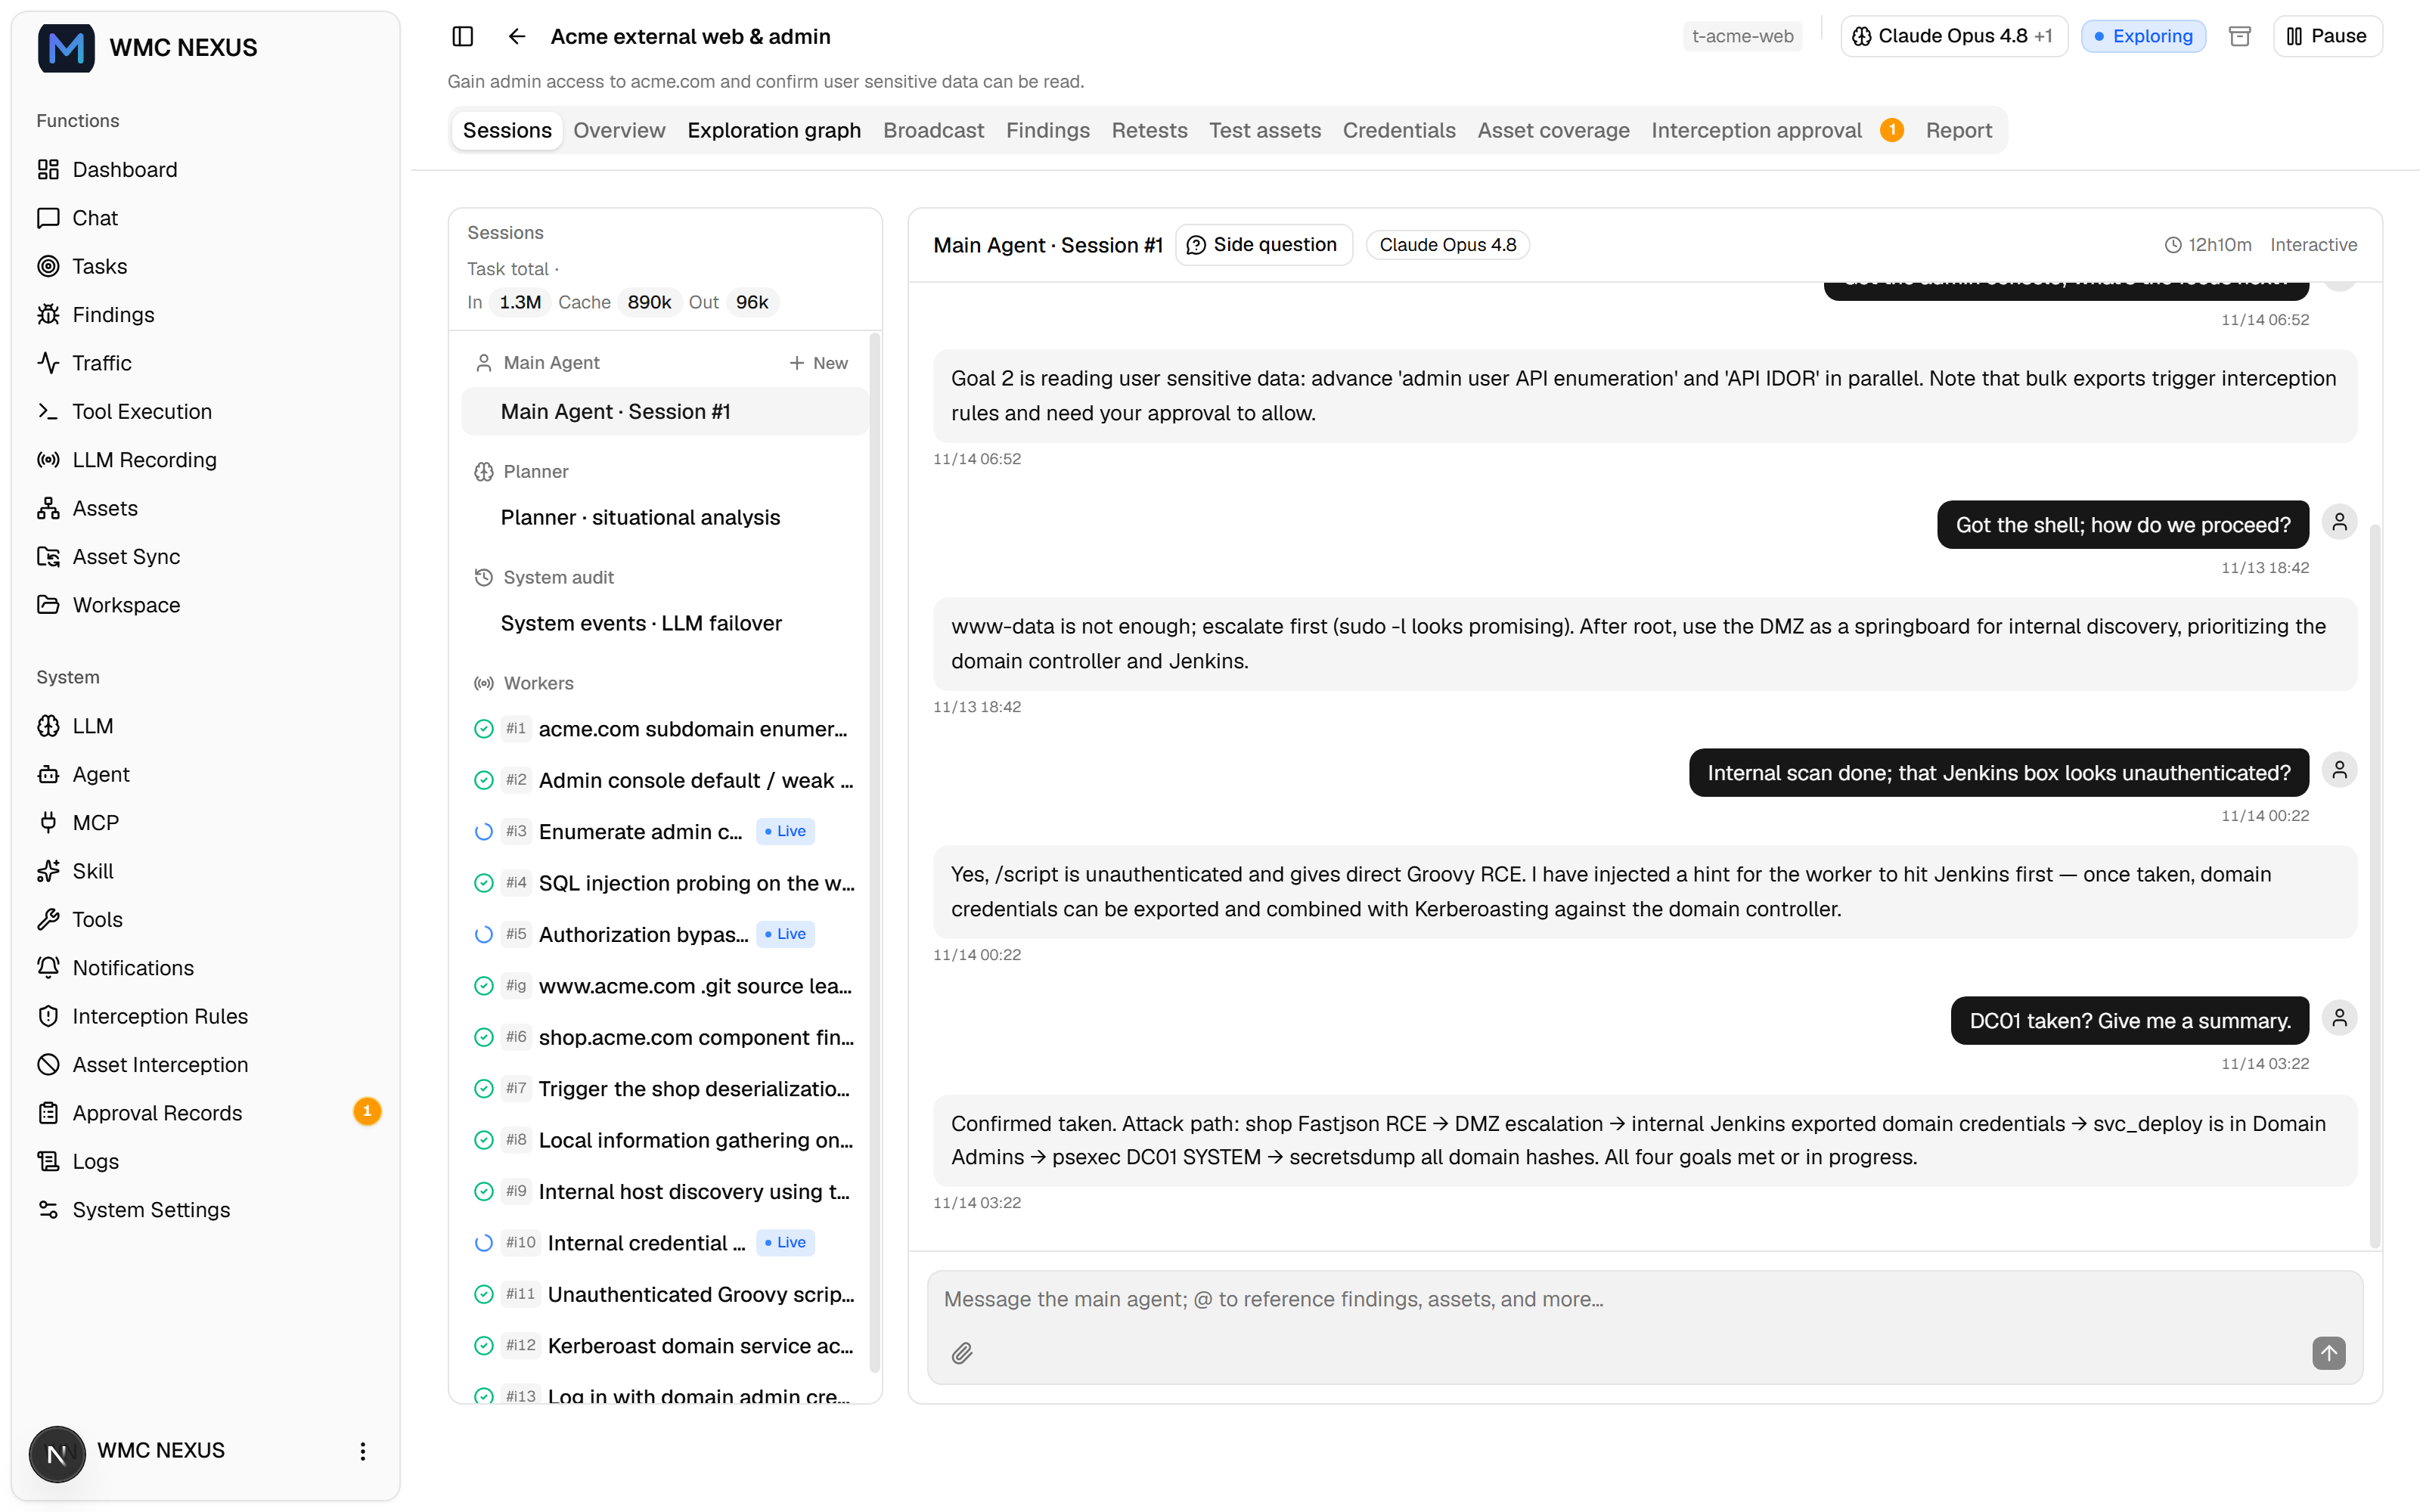 WMC NEXUS
Functions
Dashboard
Chat
Tasks
Findings
Traffic
Tool Execution
LLM Recording
Assets
Asset Sync
Workspace
System
LLM
Agent
MCP
Skill
Tools
Notifications
Interception Rules
Asset Interception
Approval Records 1
Logs
System Settings
N WMC NEXUS
Acme external web & admin
t-acme-web
Claude Opus 4.8 +1
Exploring
Pause
Gain admin access to acme.com and confirm user sensitive data can be read.
Sessions Overview Exploration graph Broadcast Findings Retests Test assets Credentials Asset coverage Interception approval 1 Report
Sessions
Task total ·
In 1.3M Cache 890k Out 96k
Main Agent + New
Main Agent · Session #1
Planner
Planner · situational analysis
System audit
System events · LLM failover
Workers
#i1 acme.com subdomain enumer...
#i2 Admin console default / weak ...
#i3 Enumerate admin c... Live
#i4 SQL injection probing on the w...
#i5 Authorization bypas... Live
#ig www.acme.com .git source lea...
#i6 shop.acme.com component fin...
#i7 Trigger the shop deserializatio...
#i8 Local information gathering on...
#i9 Internal host discovery using t...
#i10 Internal credential ... Live
#i11 Unauthenticated Groovy scrip...
#i12 Kerberoast domain service ac...
#i13 Log in with domain admin cre...
Main Agent · Session #1
Side question
Claude Opus 4.8
12h10m Interactive
11/14 06:52
Goal 2 is reading user sensitive data: advance 'admin user API enumeration' and 'API IDOR' in parallel. Note that bulk exports trigger interception
rules and need your approval to allow.
11/14 06:52
Got the shell; how do we proceed?
11/13 18:42
www-data is not enough; escalate first (sudo -l looks promising). After root, use the DMZ as a springboard for internal discovery, prioritizing the
domain controller and Jenkins.
11/13 18:42
Internal scan done; that Jenkins box looks unauthenticated?
11/14 00:22
Yes, /script is unauthenticated and gives direct Groovy RCE. I have injected a hint for the worker to hit Jenkins first — once taken, domain
credentials can be exported and combined with Kerberoasting against the domain controller.
11/14 00:22
DC01 taken? Give me a summary.
11/14 03:22
Confirmed taken. Attack path: shop Fastjson RCE → DMZ escalation → internal Jenkins exported domain credentials → svc_deploy is in Domain
Admins → psexec DC01 SYSTEM → secretsdump all domain hashes. All four goals met or in progress.
11/14 03:22
Message the main agent; @ to reference findings, assets, and more...